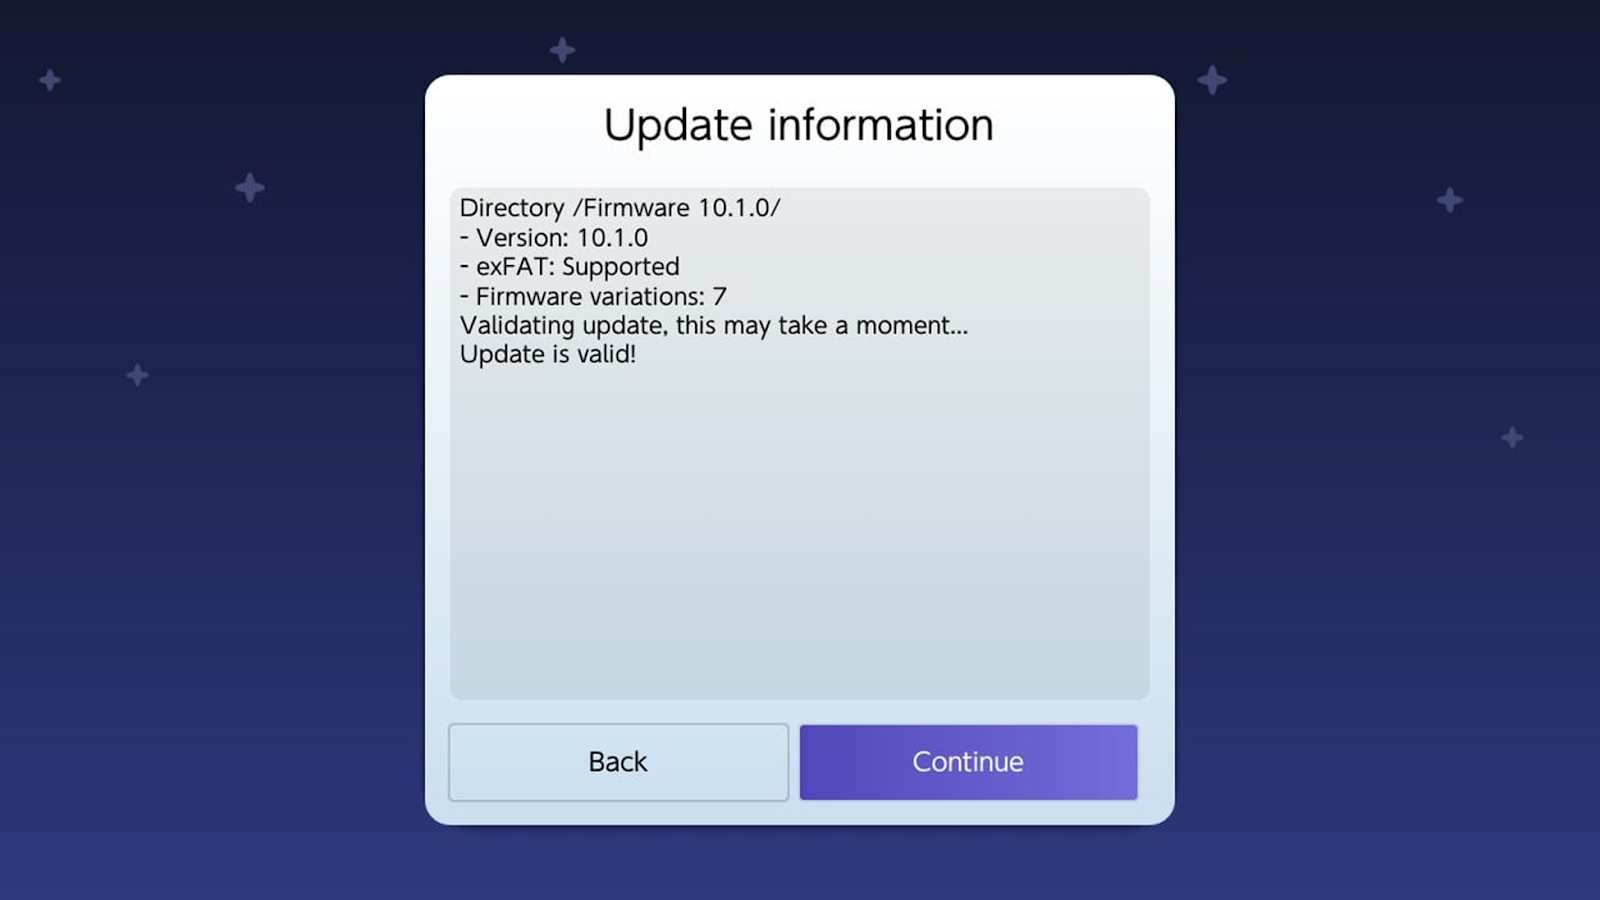 Update information
Directory /Firmware 10.1.0/
- Version: 10.1.0
- exFAT: Supported
- Firmware variations: 7
Validating update, this may take a moment...
Update is valid!
Back
Continue